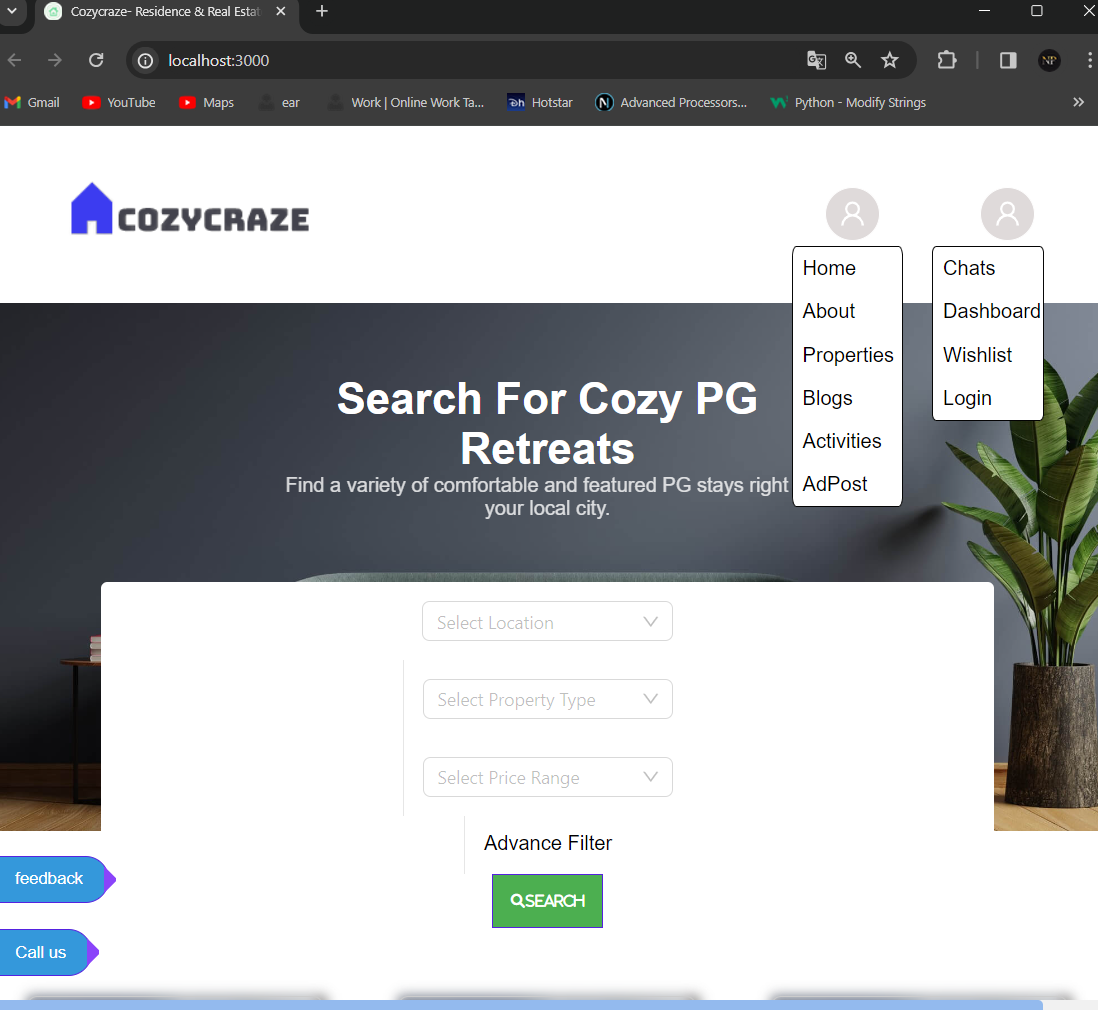 Cozycraze- Residence & Real Estat
localhost:3000
NP
Gmail
YouTube
Maps
ear
Work | Online Work Ta...
Hotstar
Advanced Processors...
Python - Modify Strings
COZYCRAZE
Home
About
Properties
Blogs
Activities
AdPost
Chats
Dashboard
Wishlist
Login
Search For Cozy PG
Retreats
Find a variety of comfortable and featured PG stays right
your local city.
Select Location
Select Property Type
Select Price Range
Advance Filter
SEARCH
feedback
Call us